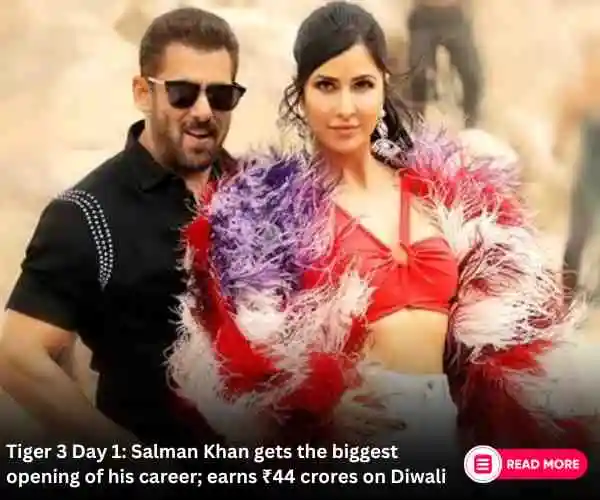 Tiger 3 Day 1: Salman Khan gets the biggest
opening of his career; earns ₹44 crores on Diwali
READ MORE